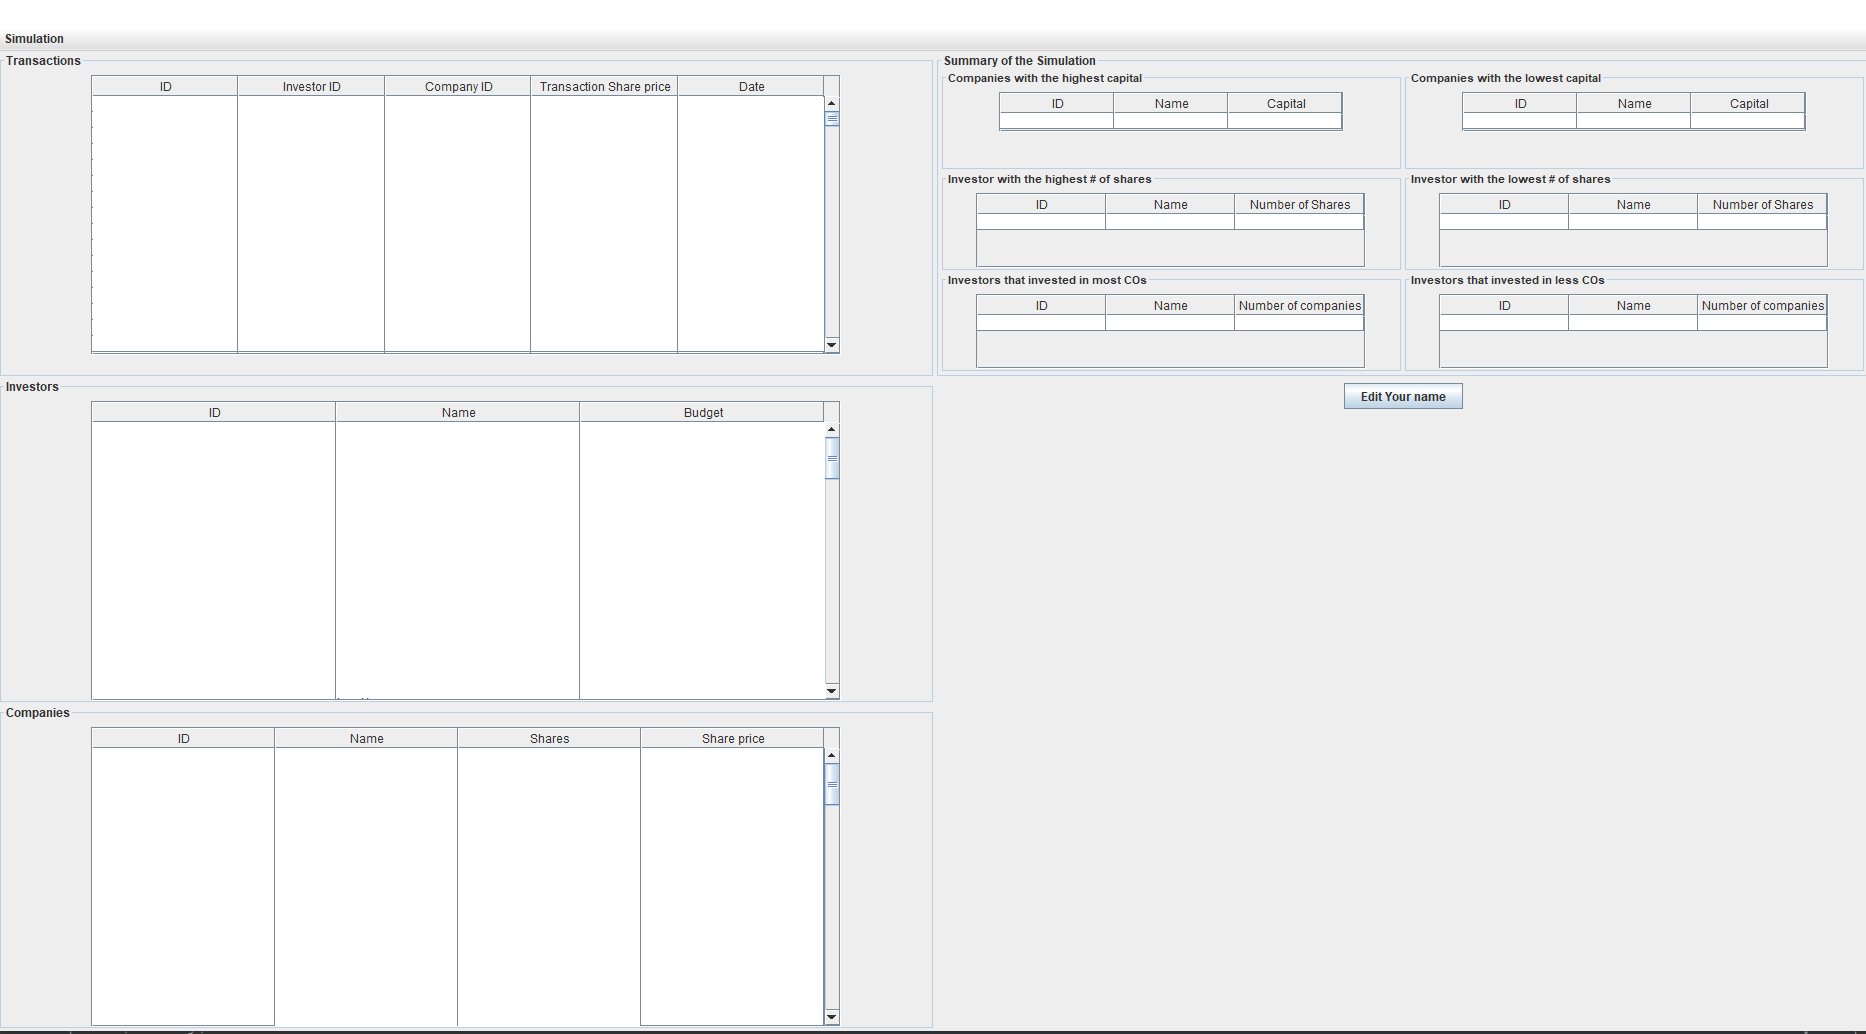 Simulation
Transactions
ID Investor ID Company ID Transaction Share price Date
Investors
ID Name Budget
Companies
ID Name Shares Share price
Summary of the Simulation
Companies with the highest capital
ID Name Capital
Companies with the lowest capital
ID Name Capital
Investor with the highest # of shares
ID Name Number of Shares
Investor with the lowest # of shares
ID Name Number of Shares
Investors that invested in most COs
ID Name Number of companies
Investors that invested in less COs
ID Name Number of companies
Edit Your name